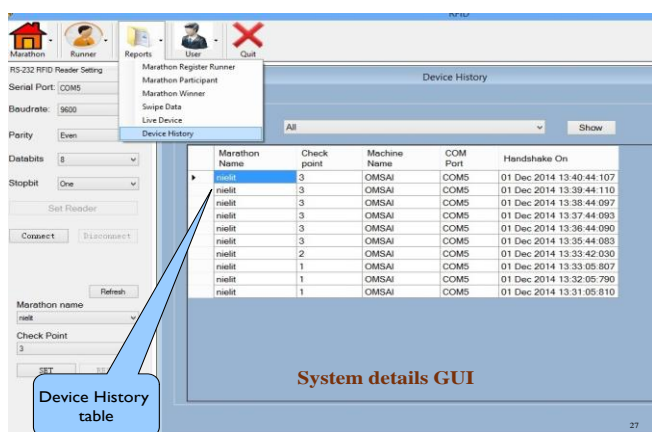 RFID
Marathon Runner Reports User Quit
RS-232 RFID Reader Setting
Serial Port: COM5
Baudrate: 9600
Parity Even
Databits 8
Stopbit One
Set Reader
Connect Disconnect
Refresh
Marathon name
nielit
Check Point
3
SET
Marathon Register Runner
Marathon Participant
Marathon Winner
Swipe Data
Live Device
Device History
Device History
All Show
Marathon Name Check point Machine Name COM Port Handshake On
nielit 3 OMSAI COM5 01 Dec 2014 13:40:44:107
nielit 3 OMSAI COM5 01 Dec 2014 13:39:44:110
nielit 3 OMSAI COM5 01 Dec 2014 13:38:44:097
nielit 3 OMSAI COM5 01 Dec 2014 13:37:44:093
nielit 3 OMSAI COM5 01 Dec 2014 13:36:44:090
nielit 3 OMSAI COM5 01 Dec 2014 13:35:44:083
nielit 2 OMSAI COM5 01 Dec 2014 13:33:42:030
nielit 1 OMSAI COM5 01 Dec 2014 13:33:05:807
nielit 1 OMSAI COM5 01 Dec 2014 13:32:05:790
nielit 1 OMSAI COM5 01 Dec 2014 13:31:05:810
System details GUI
Device History
table
27